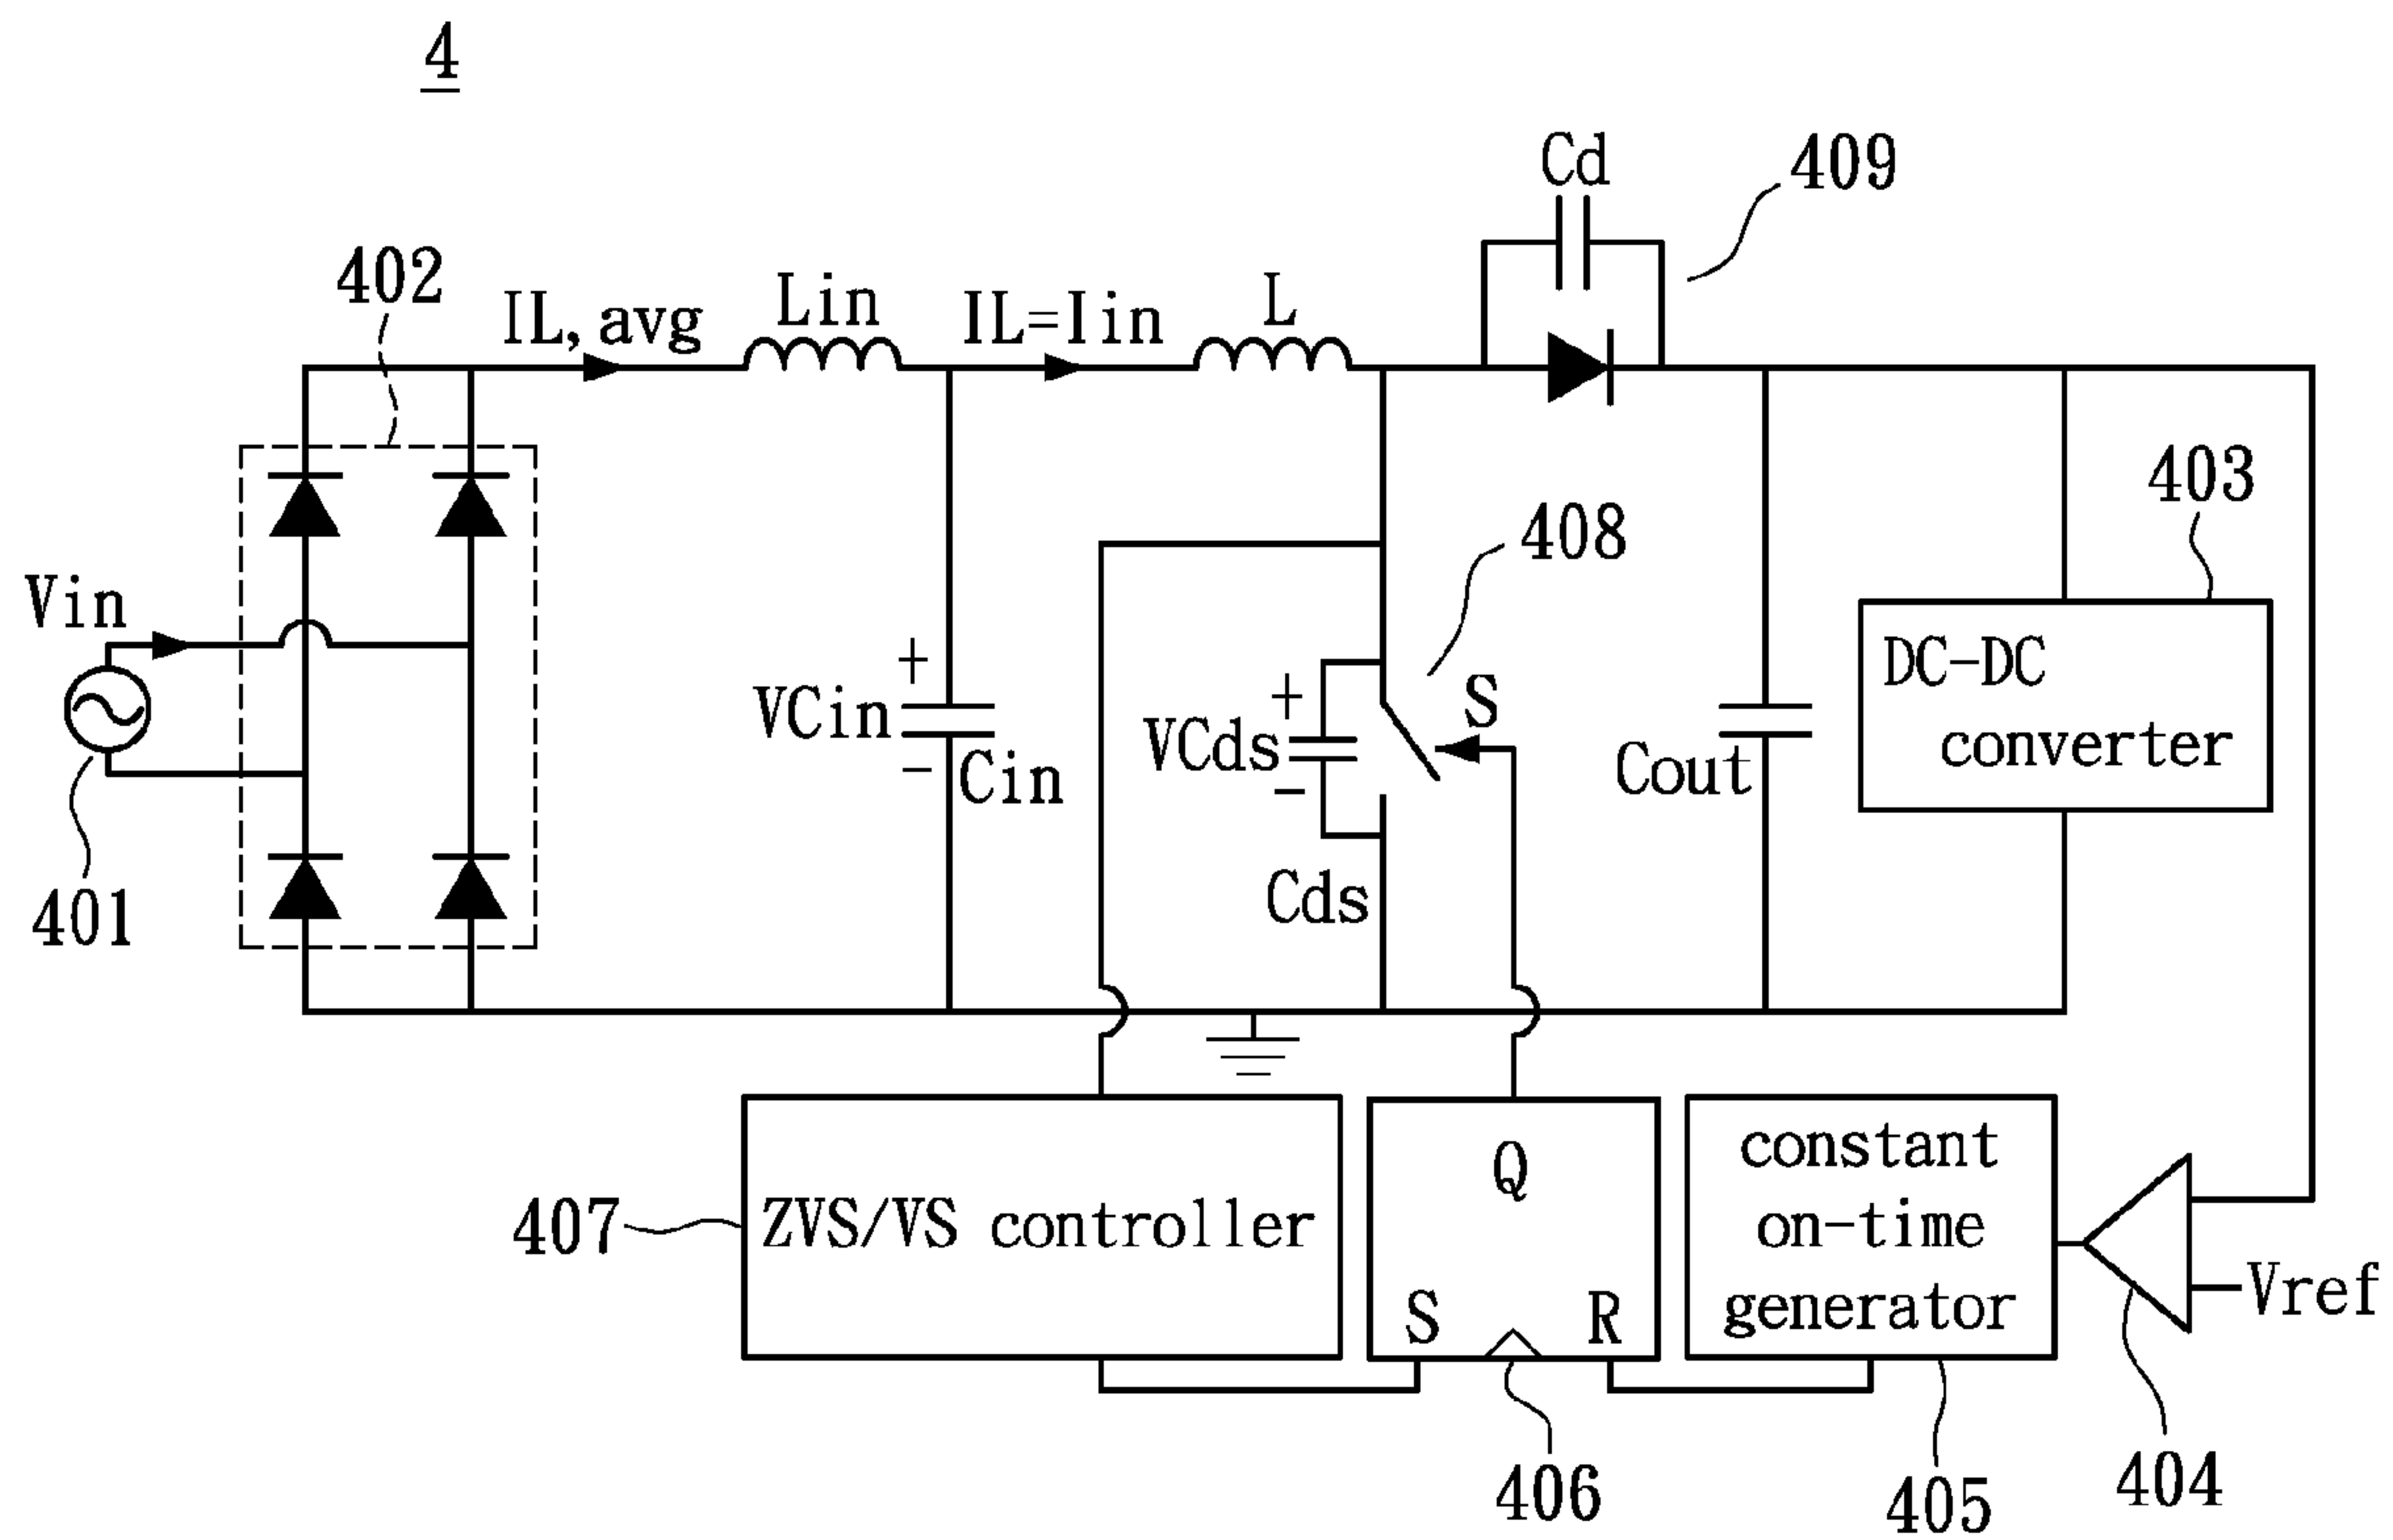 4
Cd
409
402
IL, avg
Lin
IL=Iin
L
403
408
Vin
DC-DC
converter
+
VCin
-
Cin
+
VCds
-
S
Cout
Cds
401
constant
on-time
generator
Q
407
ZVS/VS controller
S
R
Vref
406
405
404